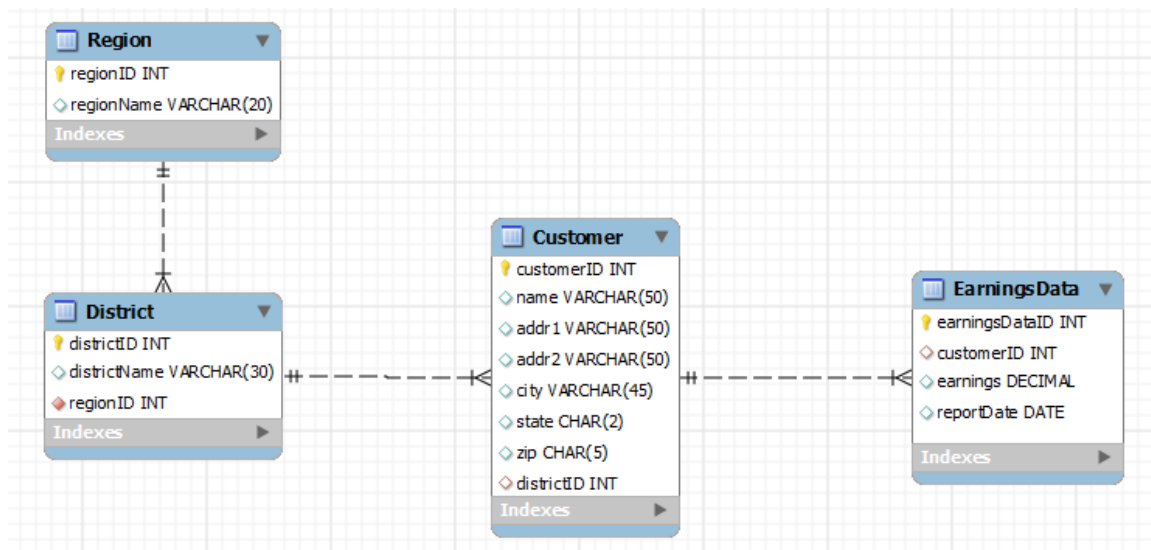 Region
regionID INT
regionName VARCHAR(20)
Indexes
District
districtID INT
districtName VARCHAR(30)
regionID INT
Indexes
Customer
customerID INT
name VARCHAR(50)
addr1 VARCHAR(50)
addr2 VARCHAR(50)
city VARCHAR(45)
state CHAR(2)
zip CHAR(5)
districtID INT
Indexes
EarningsData
earningsDataID INT
customerID INT
earnings DECIMAL
reportDate DATE
Indexes